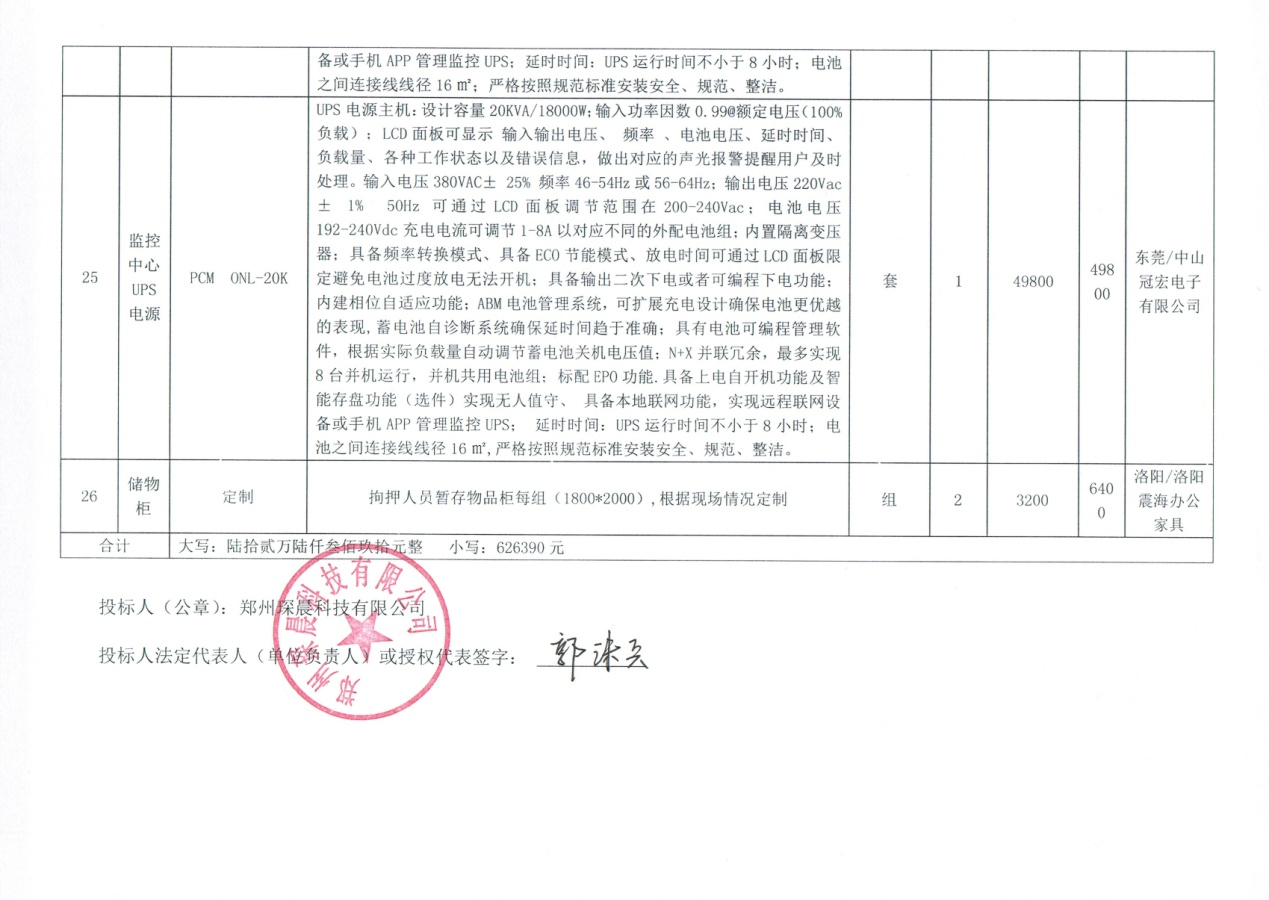 备或手机 APP 管理监控 UPS；延时时间：UPS 运行时间不小于 8 小时；电池
之间连接线线径 16 ㎡；严格按照规范标准安装安全、规范、整洁。
25
监控
中心
UPS
电源
PCM ONL-20K
UPS 电源主机：设计容量 20KVA/18000W；输入功率因数 0.99@额定电压（100%
负载）；LCD 面板可显示 输入输出电压、 频率 、电池电压、延时时间、
负载量、各种工作状态以及错误信息，做出对应的声光报警提醒用户及时
处理。输入电压 380VAC± 25% 频率 46-54Hz 或 56-64Hz；输出电压 220Vac
± 1% 50Hz 可通过 LCD 面板调节范围在 200-240Vac；电池电压
192-240Vdc 充电电流可调节 1-8A 以对应不同的外配电池组；内置隔离变压
器；具备频率转换模式、具备 ECO 节能模式、放电时间可通过 LCD 面板限
定避免电池过度放电无法开机；具备输出二次下电或者可编程下电功能；
内建相位自适应功能；ABM 电池管理系统，可扩展充电设计确保电池更优越
的表现,蓄电池自诊断系统确保延时间趋于准确；具有电池可编程管理软
件，根据实际负载量自动调节蓄电池关机电压值；N+X 并联冗余，最多实现
8 台并机运行，并机共用电池组；标配 EPO 功能.具备上电自开机功能及智
能存盘功能（选件）实现无人值守、 具备本地联网功能，实现远程联网设
备或手机 APP 管理监控 UPS； 延时时间：UPS 运行时间不小于 8 小时；电
池之间连接线线径 16 ㎡,严格按照规范标准安装安全、规范、整洁。
套
1
49800
498
00
东莞/中山
冠宏电子
有限公司
26
储物
柜
定制
拘押人员暂存物品柜每组（1800*2000）,根据现场情况定制
组
2
3200
640
0
洛阳/洛阳
震海办公
家具
合计
大写：陆拾贰万陆仟叁佰玖拾元整 小写：626390 元
投标人（公章）：郑州琛晨科技有限公司
投标人法定代表人（单位负责人）或授权代表签字：
郑州琛晨科技有限公司